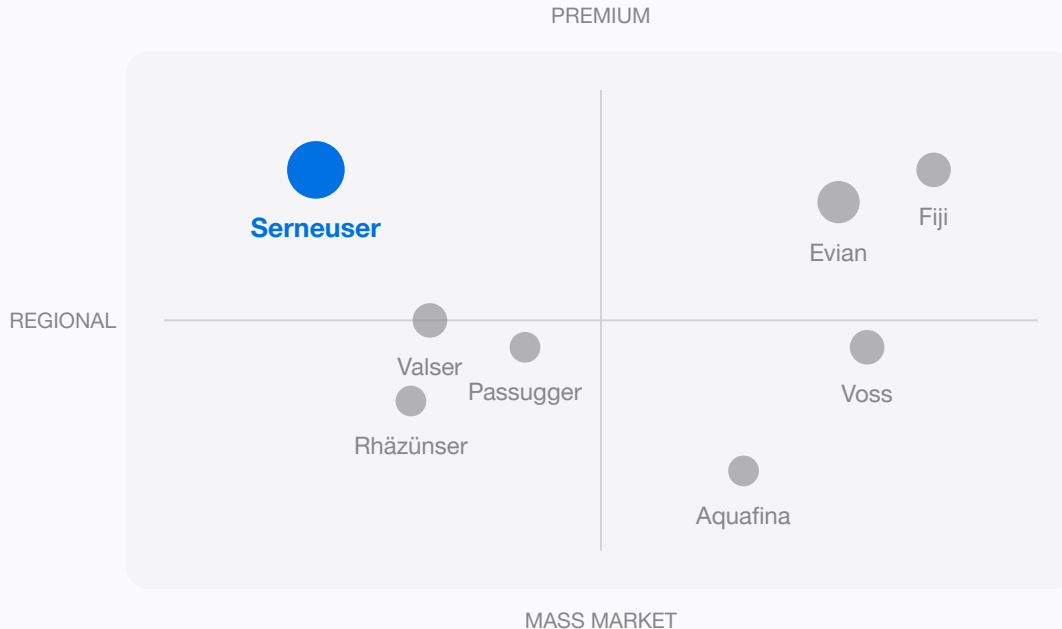 PREMIUM
Serneuser
Fiji
Evian
REGIONAL
Valser
Passugger
Voss
Rhäzünser
Aquafina
MASS MARKET